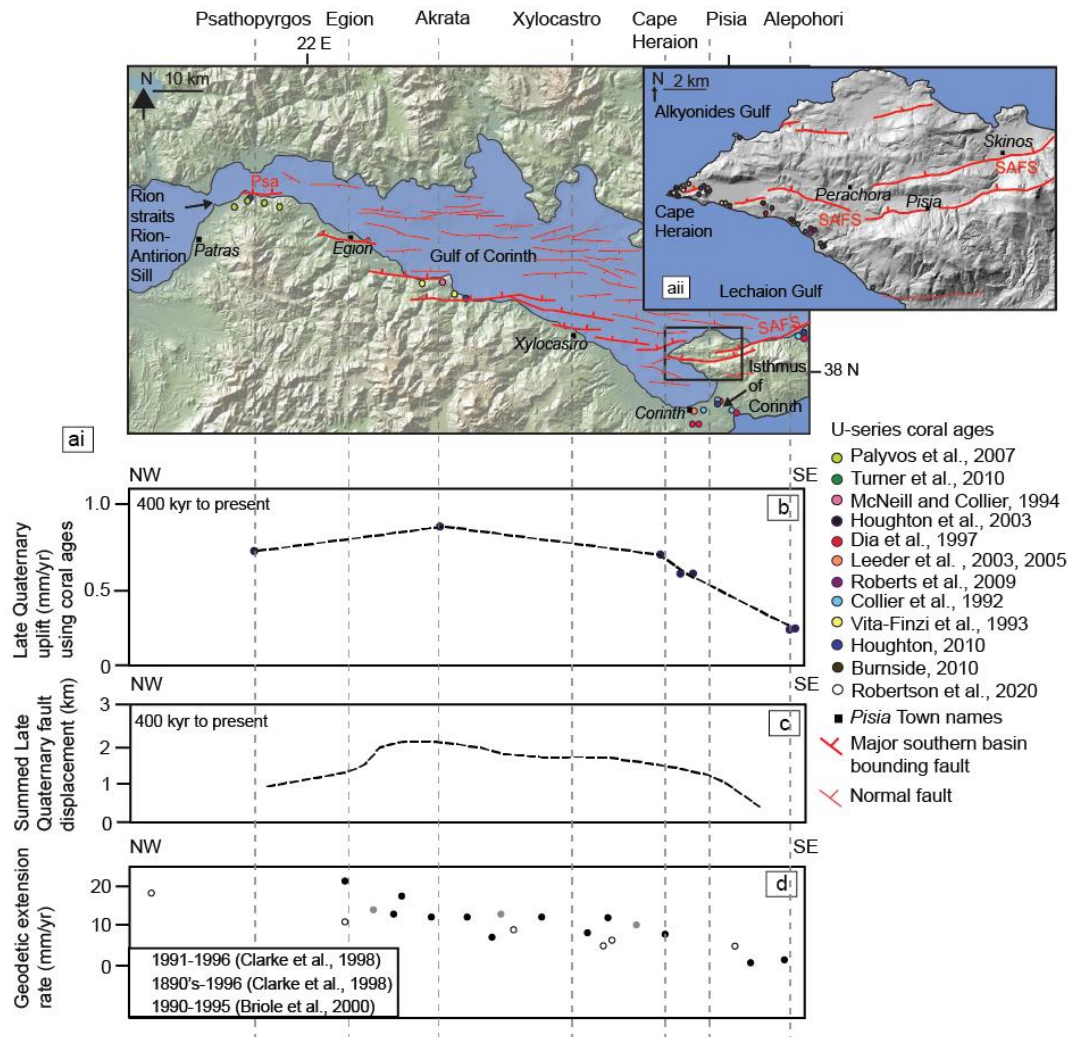 Psathopyrgos Egion Akrata Xylocastro Cape Heraion Pisia Alepohori
22 E
N 10 km
N 2 km
Alkyonides Gulf
Skinos
SAFS
Perachora
Pisia
SAFS
Cape
Heraion
aii
Lechaion Gulf
Psa
Rion
straits
Rion-
Antirion
Sill
Patras
Egion
Gulf of Corinth
Xylocastro
SAFS
38 N
Isthmus
of
Corinth
Corinth
ai
U-series coral ages
Palyvos et al., 2007
Turner et al., 2010
McNeill and Collier, 1994
Houghton et al., 2003
Dia et al., 1997
Leeder et al. , 2003, 2005
Roberts et al., 2009
Collier et al., 1992
Vita-Finzi et al., 1993
Houghton, 2010
Burnside, 2010
Robertson et al., 2020
Pisia Town names
Major southern basin
bounding fault
Normal fault
NW SE
400 kyr to present b
1.0
0.5
0
Late Quaternary
uplift (mm/yr)
using coral ages
NW SE
400 kyr to present c
3
2
1
0
Summed Late
Quaternary fault
displacement (km)
NW SE
d
20
10
0
Geodetic extension
rate (mm/yr)
1991-1996 (Clarke et al., 1998)
1890's-1996 (Clarke et al., 1998)
1990-1995 (Briole et al., 2000)